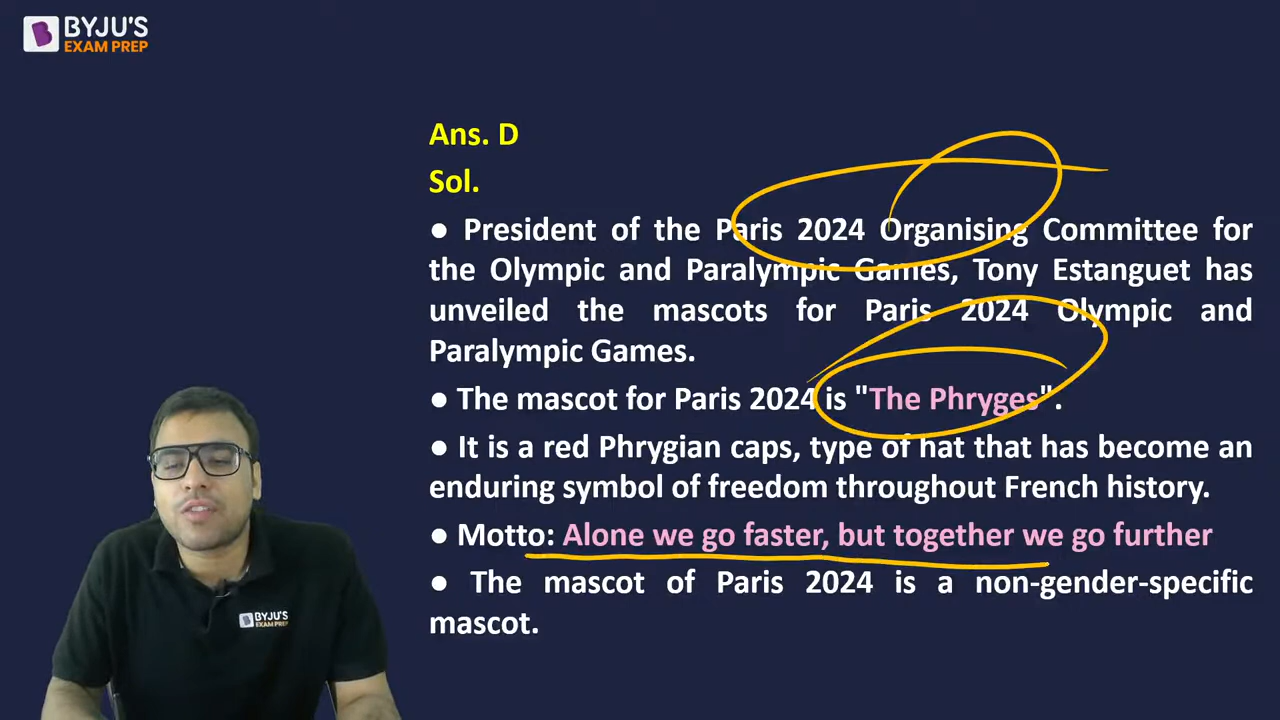 BYJU'S
EXAM PREP
Ans. D
Sol.
● President of the Paris 2024 Organising Committee for
the Olympic and Paralympic Games, Tony Estanguet has
unveiled the mascots for Paris 2024 Olympic and
Paralympic Games.
● The mascot for Paris 2024 is "The Phryges".
● It is a red Phrygian caps, type of hat that has become an
enduring symbol of freedom throughout French history.
● Motto: Alone we go faster, but together we go further
● The mascot of Paris 2024 is a non-gender-specific
mascot.
BYJU'S
EXAM PREP